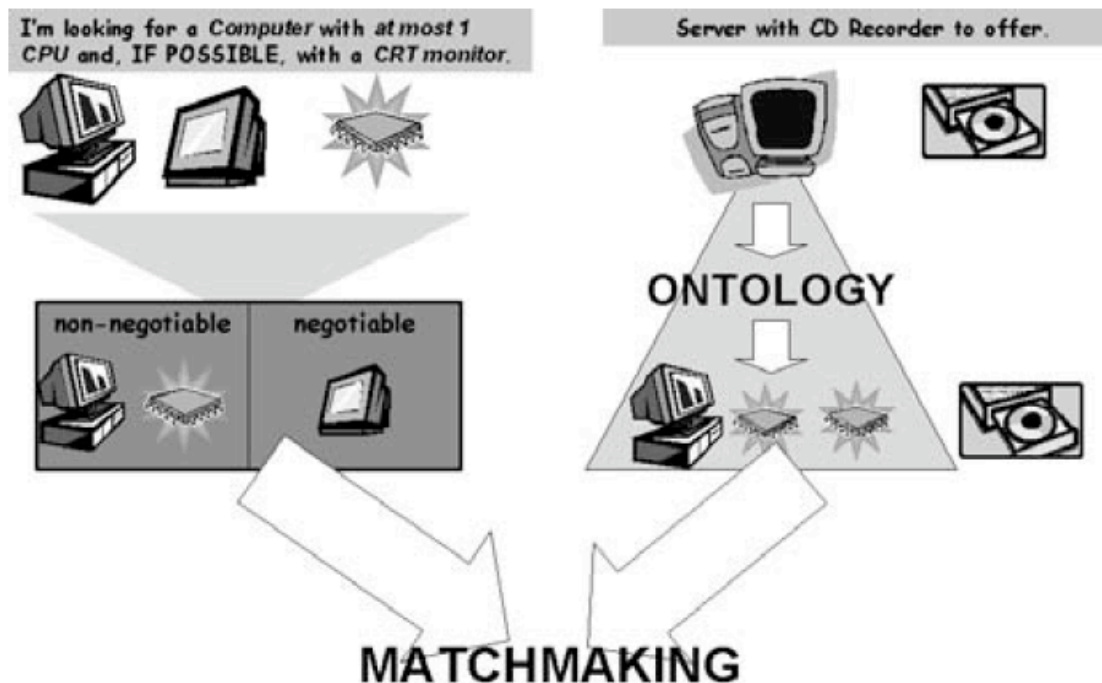 I'm looking for a Computer with at most 1
CPU and, IF POSSIBLE, with a CRT monitor.
Server with CD Recorder to offer.
ONTOLOGY
non-negotiable
negotiable
MATCHMAKING